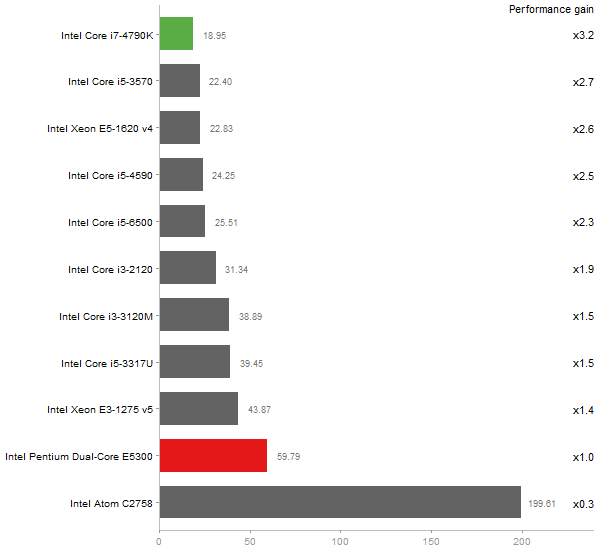 Performance gain
Intel Core i7-4790K 18.95 x3.2
Intel Core i5-3570 22.40 x2.7
Intel Xeon E5-1620 v4 22.83 x2.6
Intel Core i5-4590 24.25 x2.5
Intel Core i5-6500 25.51 x2.3
Intel Core i3-2120 31.34 x1.9
Intel Core i3-3120M 38.89 x1.5
Intel Core i5-3317U 39.45 x1.5
Intel Xeon E3-1275 v5 43.87 x1.4
Intel Pentium Dual-Core E5300 59.79 x1.0
Intel Atom C2758 199.61 x0.3
0 50 100 150 200